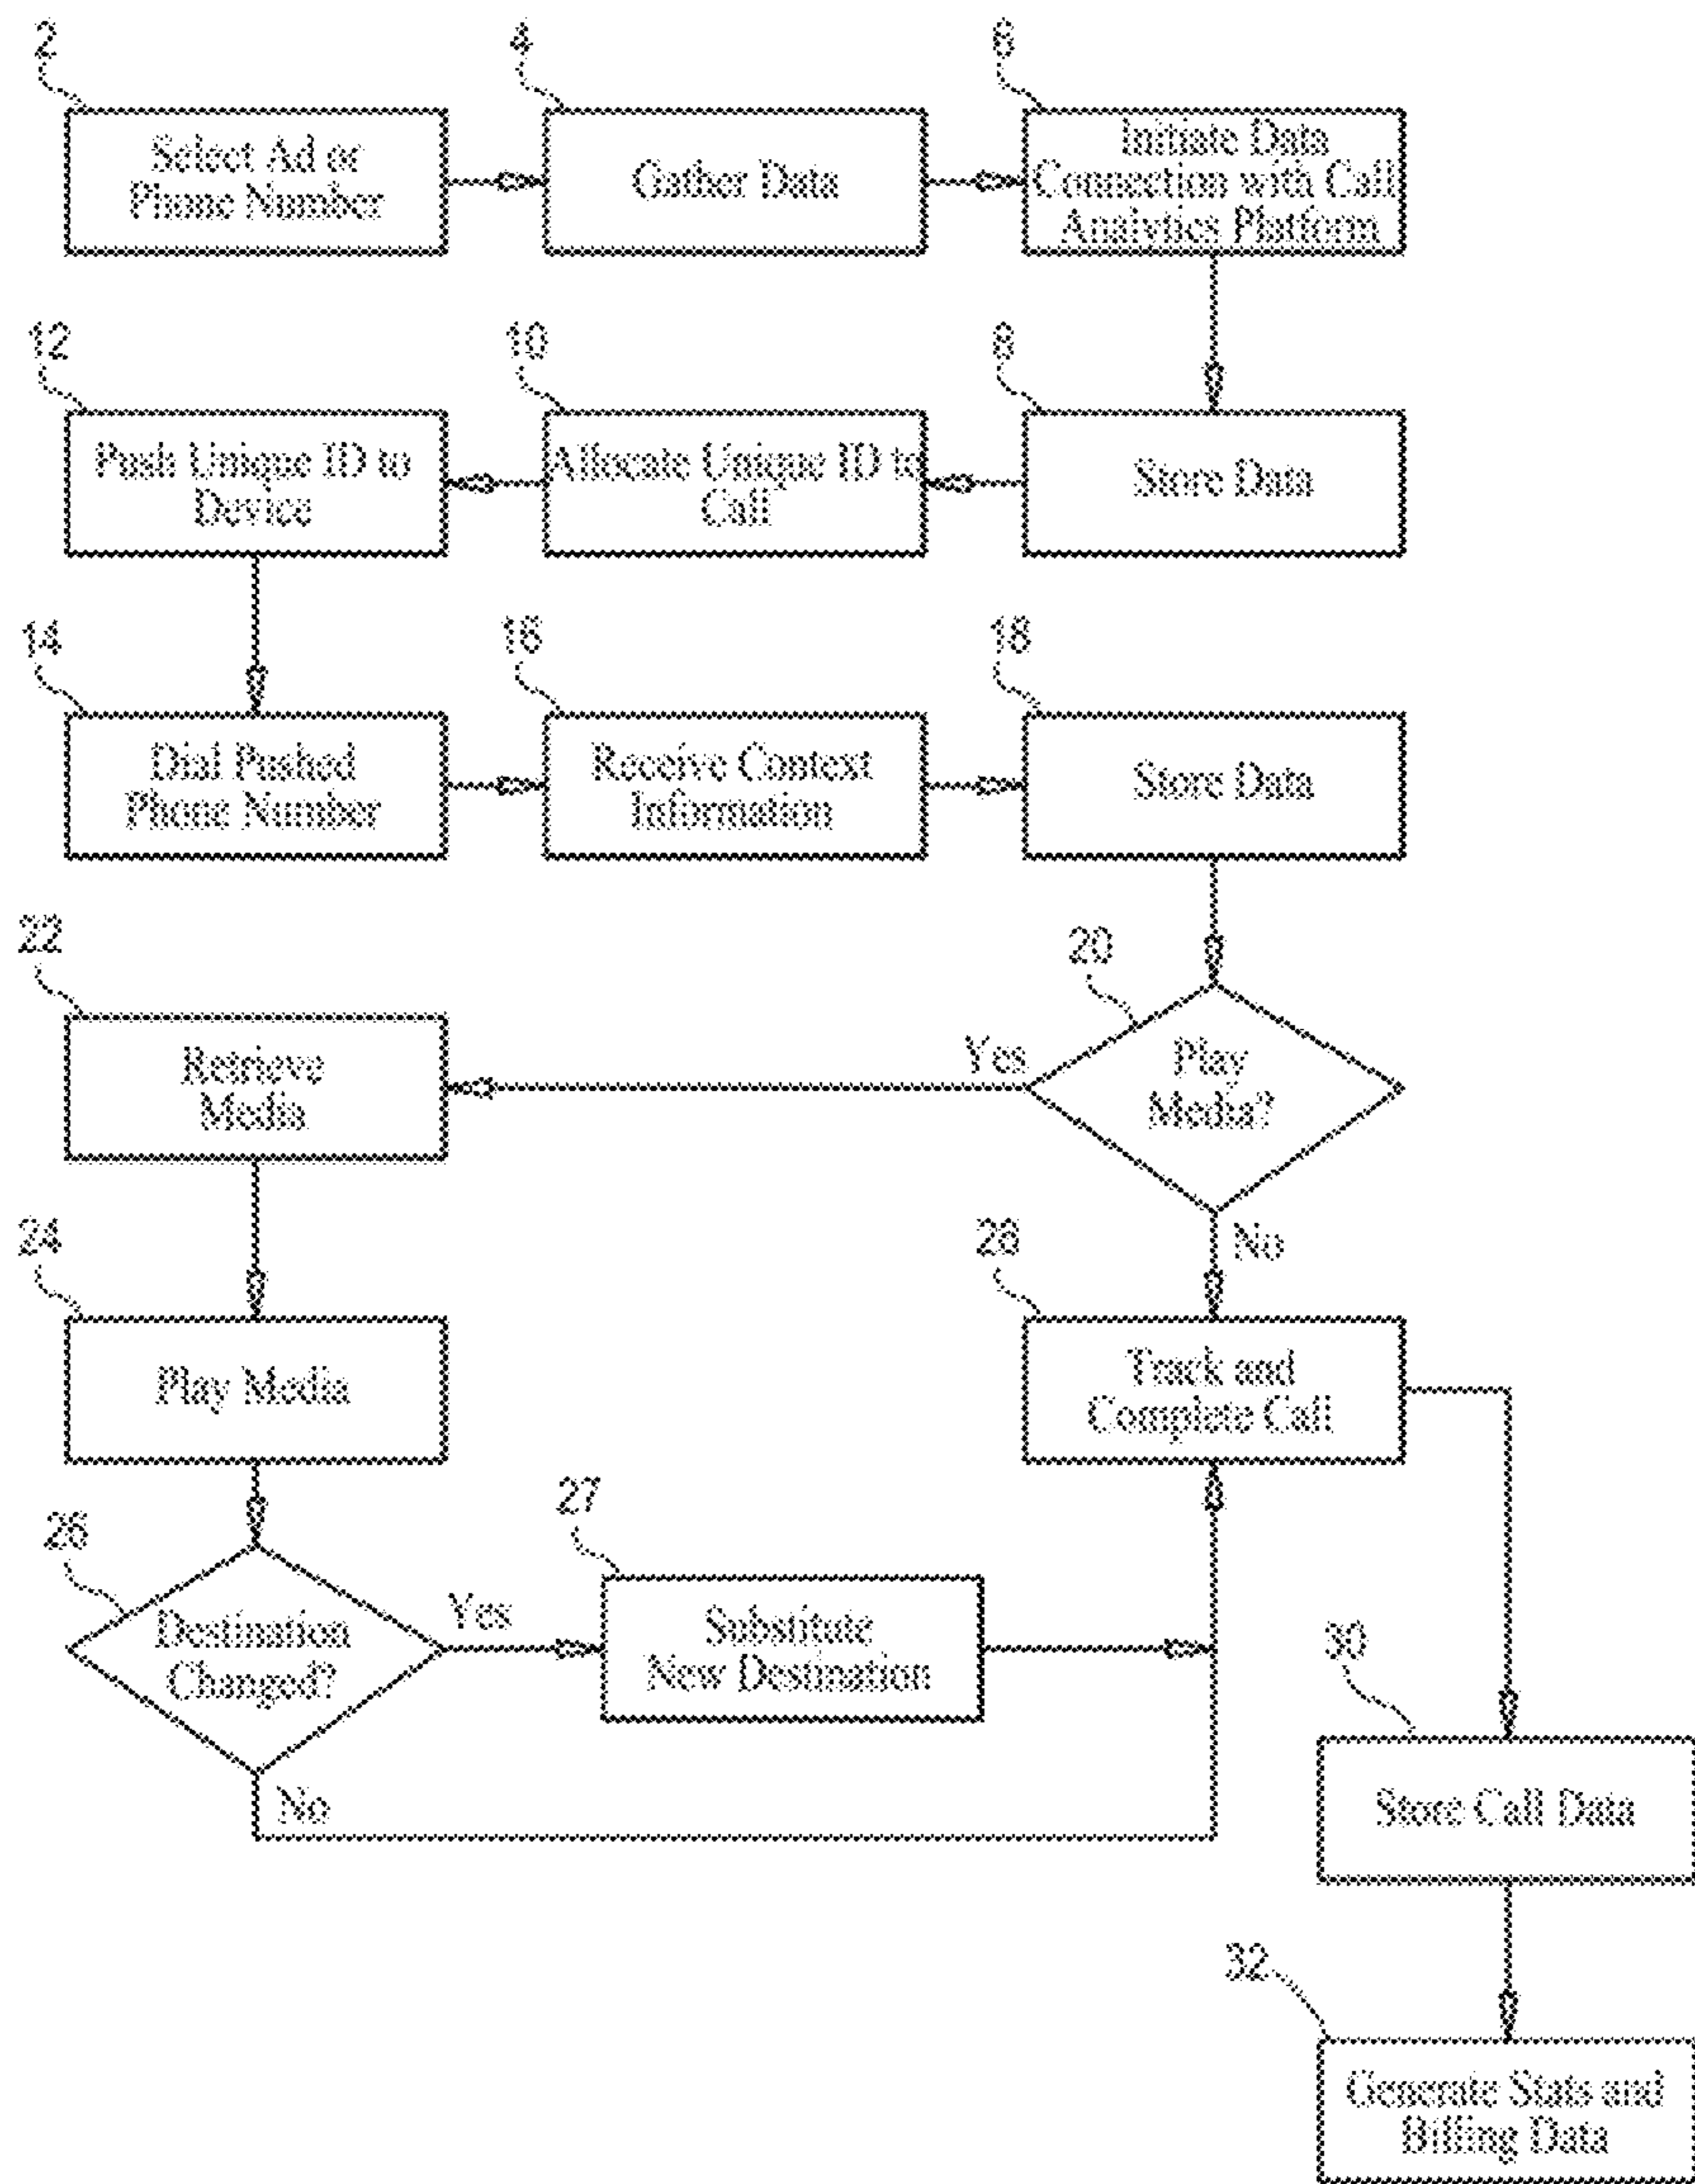 2
4
6
Select Ad or
Phone Number
Gather Data
Initiate Data
Connection with Call
Analytics Platform
12
10
8
Push Unique ID to
Device
Allocate Unique ID to
Call
Store Data
14
16
18
Dial Pushed
Phone Number
Receive Context
Information
Store Data
22
20
Retrieve
Media
Yes
Play
Media?
24
28
No
Play Media
Track and
Complete Call
26
27
Destination
Changed?
Yes
Substitute
New Destination
30
No
Store Call Data
32
Generate Stats and
Billing Data